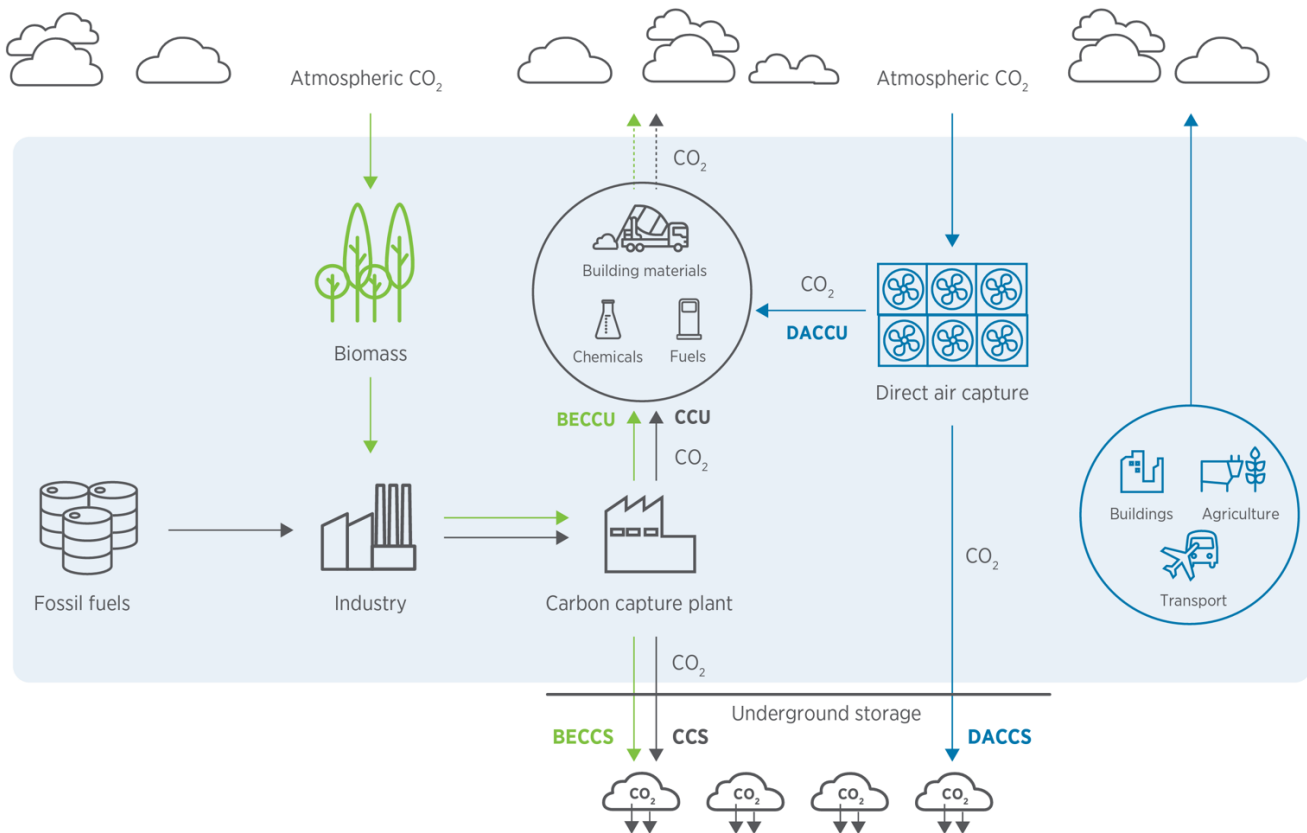 Atmospheric CO₂
Atmospheric CO₂
CO₂
Building materials
Chemicals
Fuels
CO₂
DACCU
Biomass
Direct air capture
BECCU
CCU
CO₂
Buildings
Agriculture
Transport
Fossil fuels
Industry
Carbon capture plant
CO₂
CO₂
Underground storage
BECCS
CCS
DACCS
CO₂
CO₂
CO₂
CO₂